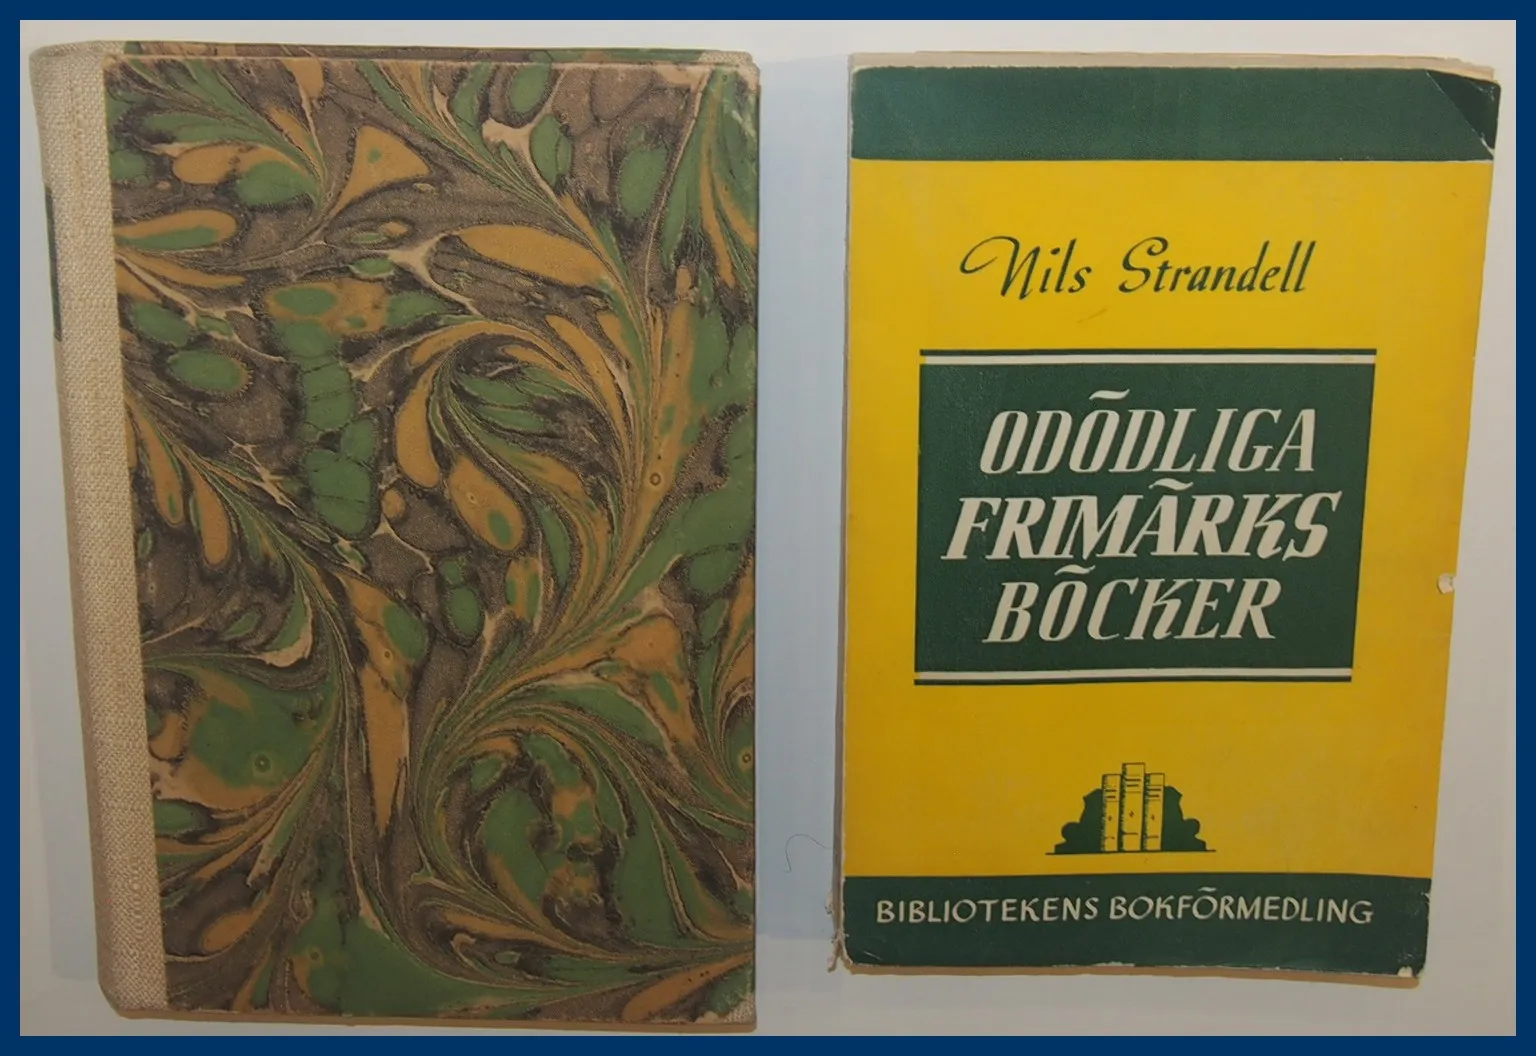 Nils Strandell
ODÖDLIGA
FRIMÄRKS
BÖCKER
BIBLIOTEKENS BOKFÖRMEDLING